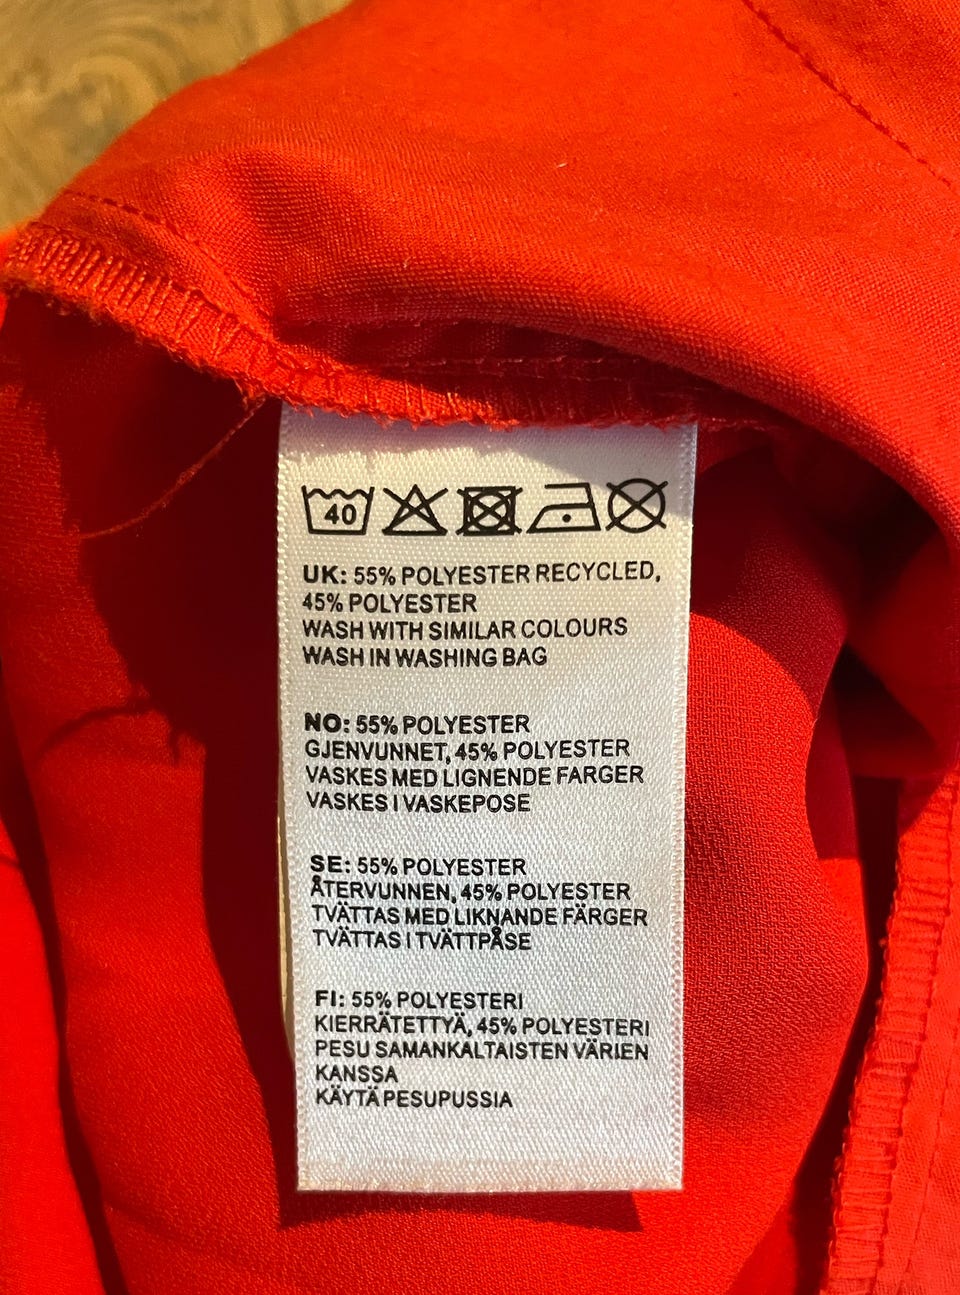 40
UK: 55% POLYESTER RECYCLED,
45% POLYESTER
WASH WITH SIMILAR COLOURS
WASH IN WASHING BAG
NO: 55% POLYESTER
GJENVUNNET, 45% POLYESTER
VASKES MED LIGNENDE FARGER
VASKES I VASKEPOSE
SE: 55% POLYESTER
ÅTERVUNNEN, 45% POLYESTER
TVÄTTAS MED LIKNANDE FÄRGER
TVÄTTAS I TVÄTTPÅSE
FI: 55% POLYESTERI
KIERRÄTETTYÄ, 45% POLYESTERI
PESU SAMANKALTAISTEN VÄRIEN
KANSSA
KÄYTÄ PESUPUSSIA